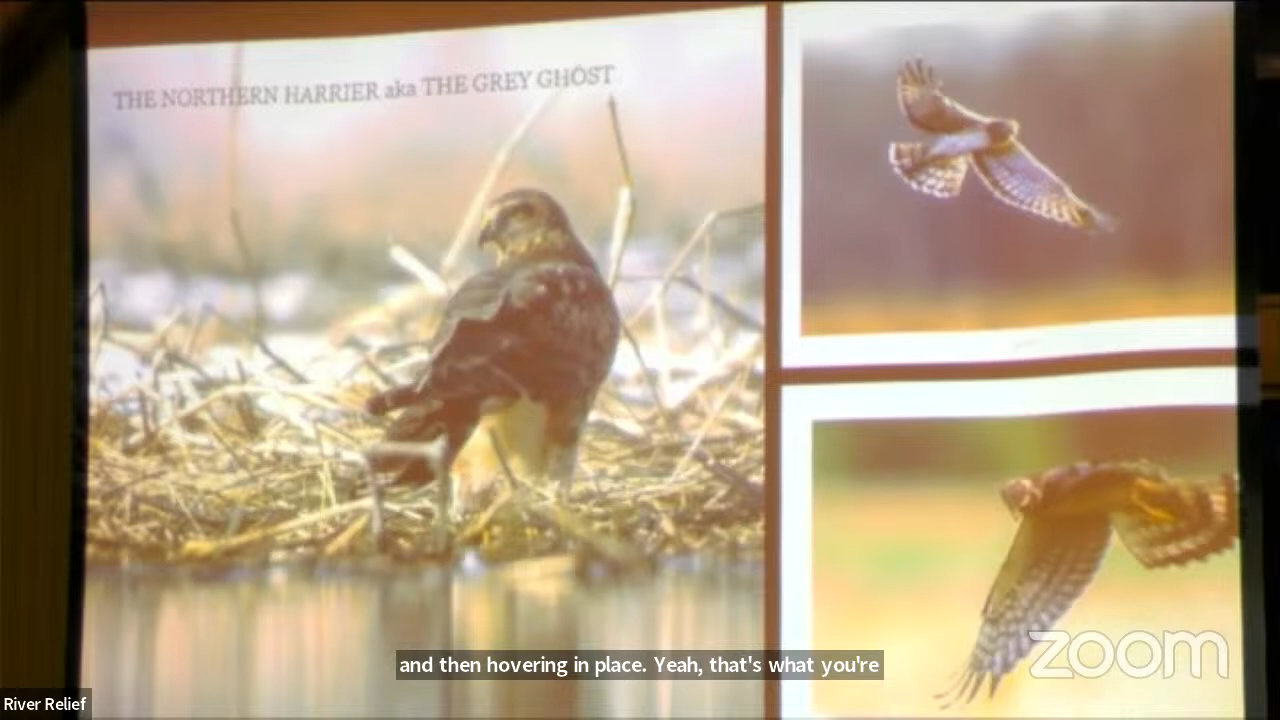 THE NORTHERN HARRIER aka THE GREY GHOST
and then hovering in place. Yeah, that's what you're
zoom
River Relief